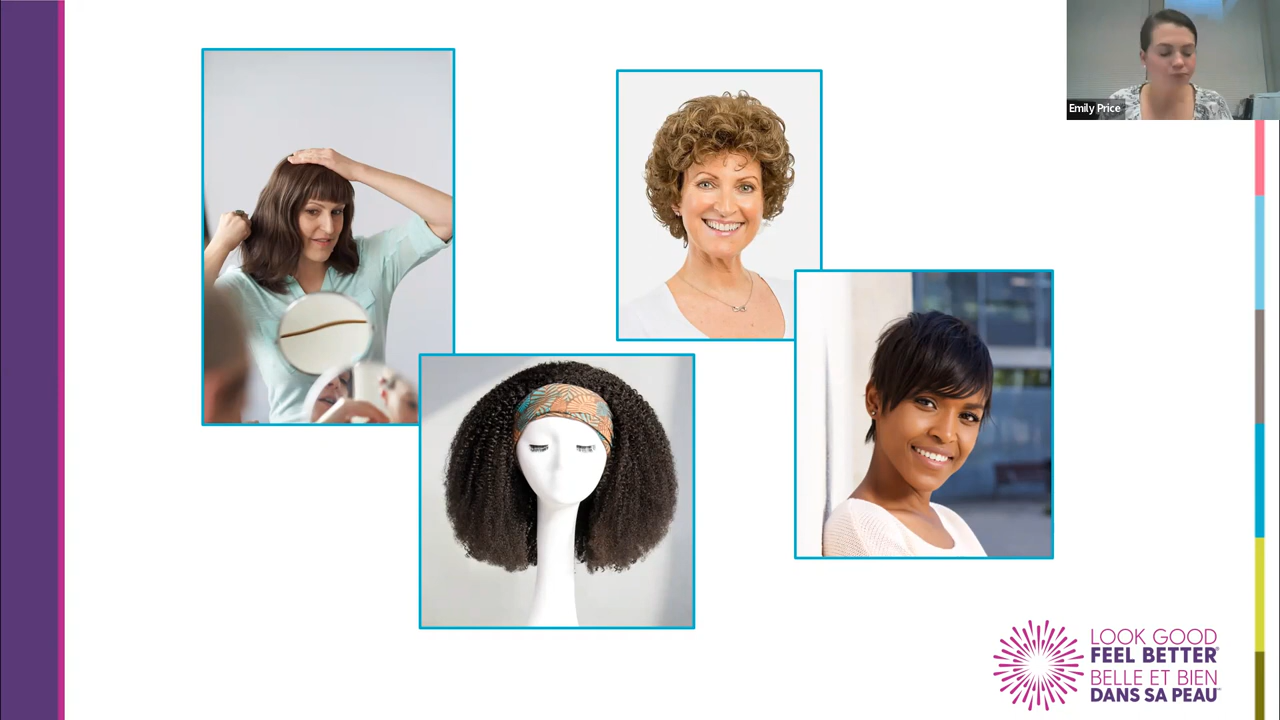 Emily Price
LOOK GOOD
FEEL BETTER®
BELLE ET BIEN
DANS SA PEAU